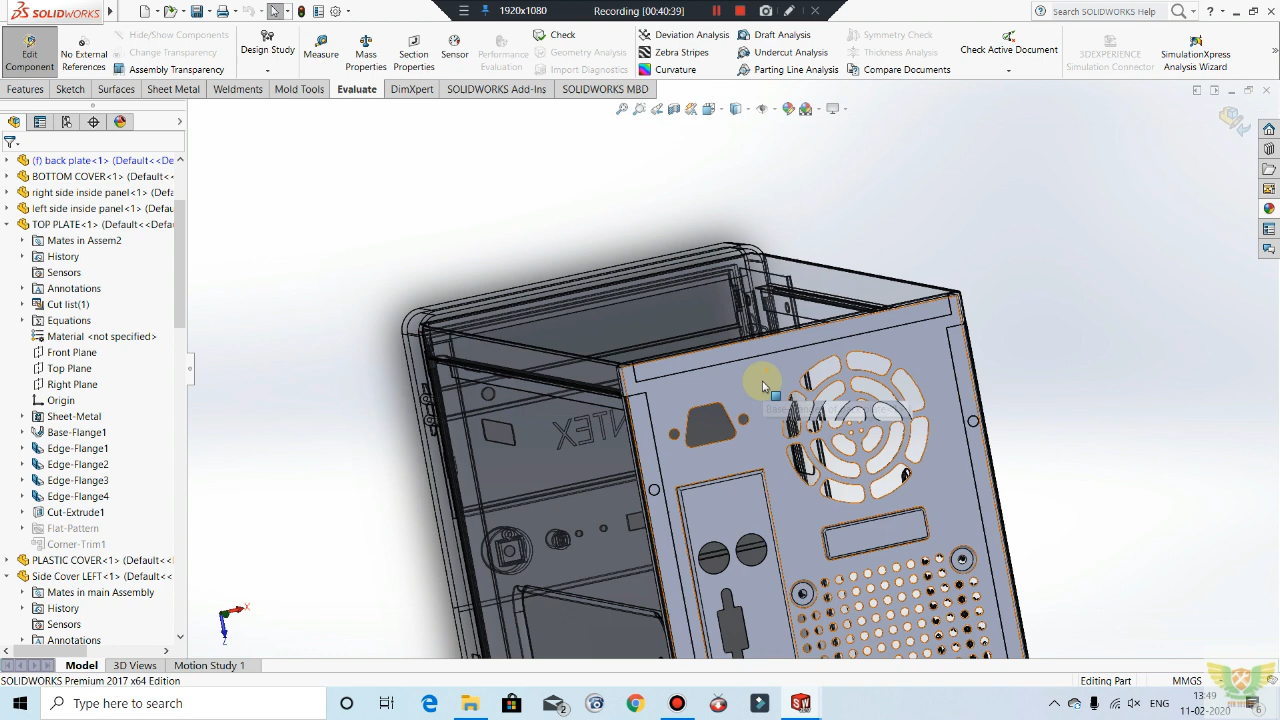 SOLIDWORKS
1920x1080
Recording [00:40:39]
Search SOLIDWORKS Help
Edit Component
No External References
Hide/Show Components
Change Transparency
Assembly Transparency
Design Study
Measure
Mass Properties
Section Properties
Sensor
Performance Evaluation
Check
Geometry Analysis
Import Diagnostics
Deviation Analysis
Zebra Stripes
Curvature
Draft Analysis
Undercut Analysis
Parting Line Analysis
Symmetry Check
Thickness Analysis
Compare Documents
Check Active Document
3DEXPERIENCE Simulation Connector
SimulationXpress Analysis Wizard
Features
Sketch
Surfaces
Sheet Metal
Weldments
Mold Tools
Evaluate
DimXpert
SOLIDWORKS Add-Ins
SOLIDWORKS MBD
(f) back plate<1> (Default<<De
BOTTOM COVER<1> (Default<
right side inside panel<1> (Def
left side inside panel<1> (Defau
TOP PLATE<1> (Default<<Defa
Mates in Assem2
History
Sensors
Annotations
Cut list(1)
Equations
Material <not specified>
Front Plane
Top Plane
Right Plane
Origin
Sheet-Metal
Base-Flange1
Edge-Flange1
Edge-Flange2
Edge-Flange3
Edge-Flange4
Cut-Extrude1
Flat-Pattern
Corner-Trim1
PLASTIC COVER<1> (Default<<
Side Cover LEFT<1> (Default<<
Mates in main Assembly
History
Sensors
Annotations
X
Z
Model
3D Views
Motion Study 1
SOLIDWORKS Premium 2017 x64 Edition
Editing Part
MMGS
Type here to search
2
ENG
13:49
11-02-2020
6